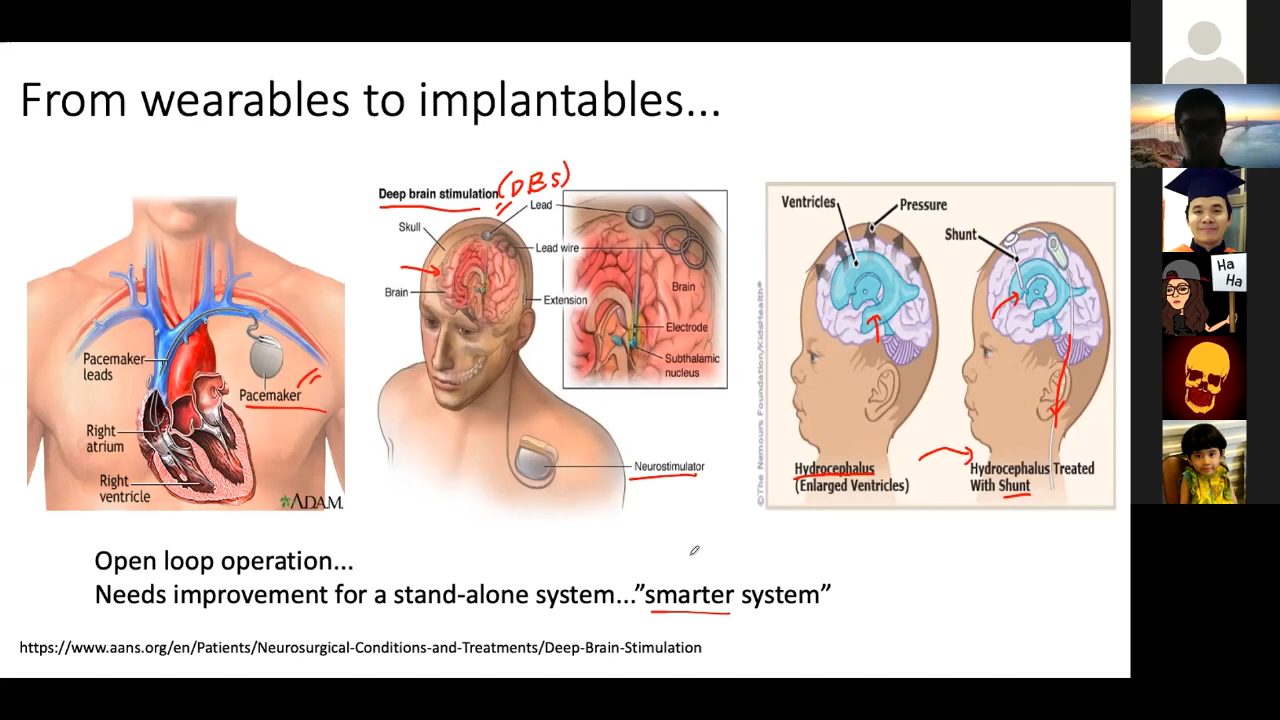 From wearables to implantables...
Deep brain stimulation (DBS)
Lead
Skull
Lead wire
Brain
Extension
Neurostimulator
Brain
Electrode
Subthalamic
nucleus
Pacemaker
leads
Pacemaker
Right
atrium
Right
ventricle
ADAM.
Ventricles
Pressure
Shunt
Hydrocephalus
(Enlarged Ventricles)
Hydrocephalus Treated
With Shunt
©The Nemours Foundation/KidsHealth®
Open loop operation...
Needs improvement for a stand-alone system...”smarter system”
https://www.aans.org/en/Patients/Neurosurgical-Conditions-and-Treatments/Deep-Brain-Stimulation
Ha
Ha